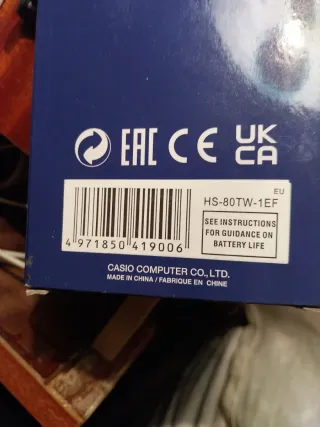 EAC CE UK
CA
EU
HS-80TW-1EF
SEE INSTRUCTIONS
FOR GUIDANCE ON
BATTERY LIFE
4 971850 419006
CASIO COMPUTER CO., LTD.
MADE IN CHINA / FABRIQUE EN CHINE